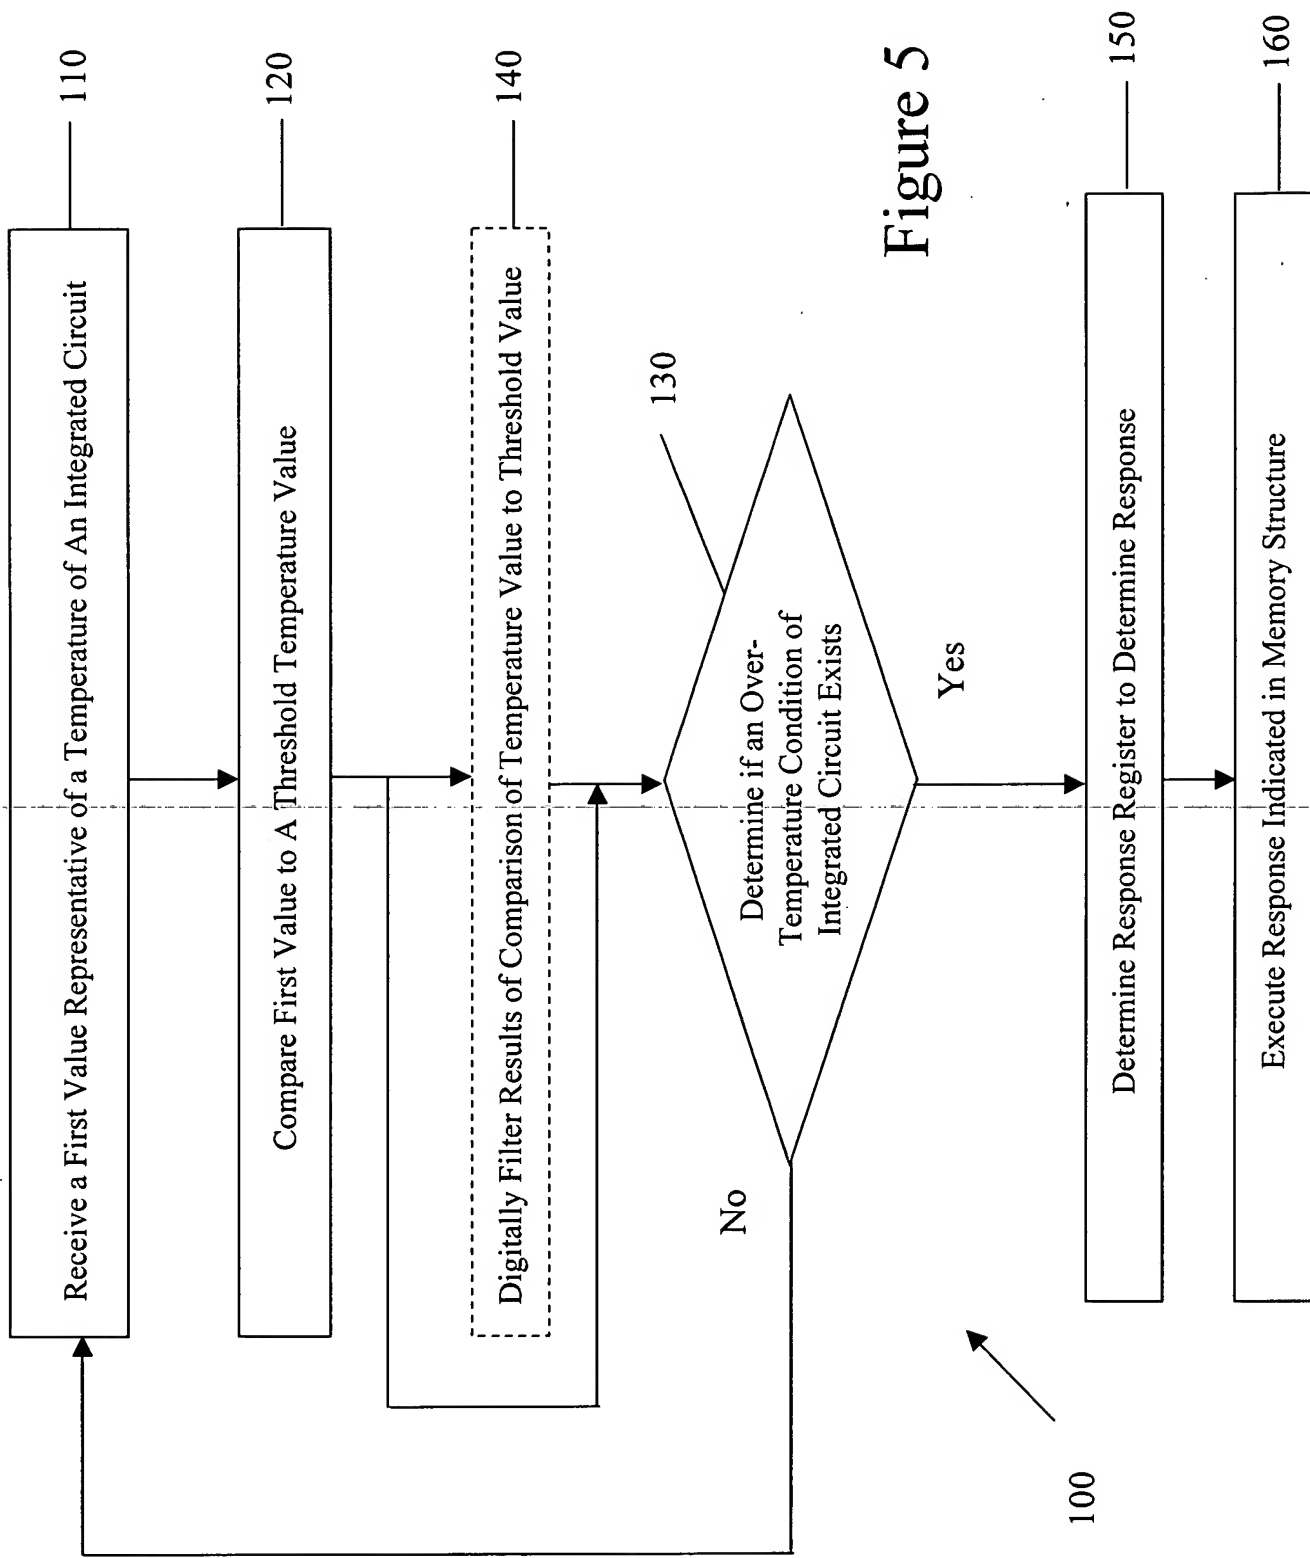 Receive a First Value Representative of a Temperature of An Integrated Circuit
110
Compare First Value to A Threshold Temperature Value
120
Digitally Filter Results of Comparison of Temperature Value to Threshold Value
140
130
Determine if an Over-
Temperature Condition of
Integrated Circuit Exists
No
Yes
Figure 5
Determine Response Register to Determine Response
150
Execute Response Indicated in Memory Structure
160
100